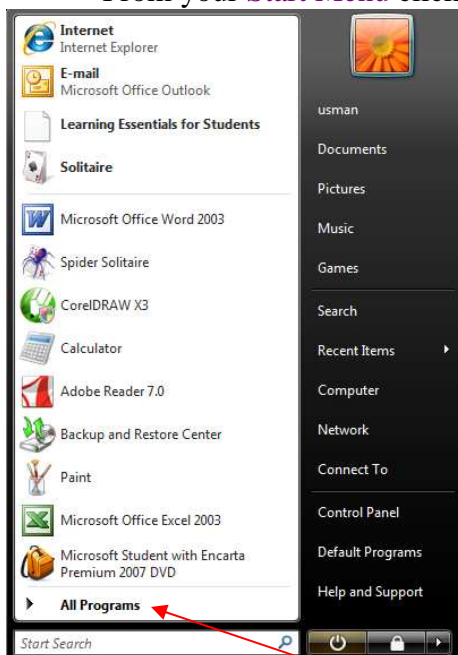 From your Start Menu click
Internet
Internet Explorer
E-mail
Microsoft Office Outlook
Learning Essentials for Students
Solitaire
Microsoft Office Word 2003
Spider Solitaire
CorelDRAW X3
Calculator
Adobe Reader 7.0
Backup and Restore Center
Paint
Microsoft Office Excel 2003
Microsoft Student with Encarta
Premium 2007 DVD
All Programs
Start Search
usman
Documents
Pictures
Music
Games
Search
Recent Items
Computer
Network
Connect To
Control Panel
Default Programs
Help and Support